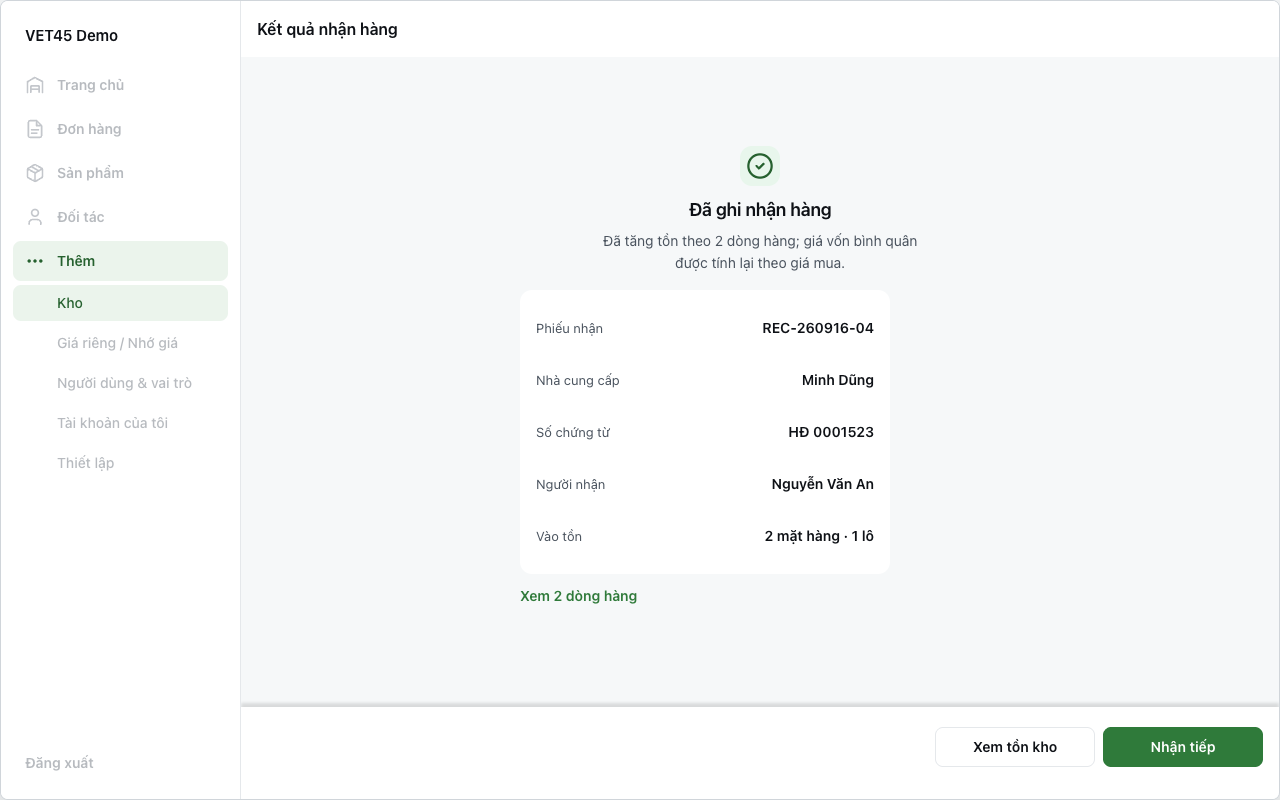 VET45 Demo
Trang chủ
Đơn hàng
Sản phẩm
Đối tác
Thêm
Kho
Giá riêng / Nhớ giá
Người dùng & vai trò
Tài khoản của tôi
Thiết lập
Đăng xuất
Kết quả nhận hàng
Đã ghi nhận hàng
Đã tăng tồn theo 2 dòng hàng; giá vốn bình quân
được tính lại theo giá mua.
Phiếu nhận REC-260916-04
Nhà cung cấp Minh Dũng
Số chứng từ HĐ 0001523
Người nhận Nguyễn Văn An
Vào tồn 2 mặt hàng · 1 lô
Xem 2 dòng hàng
Xem tồn kho Nhận tiếp